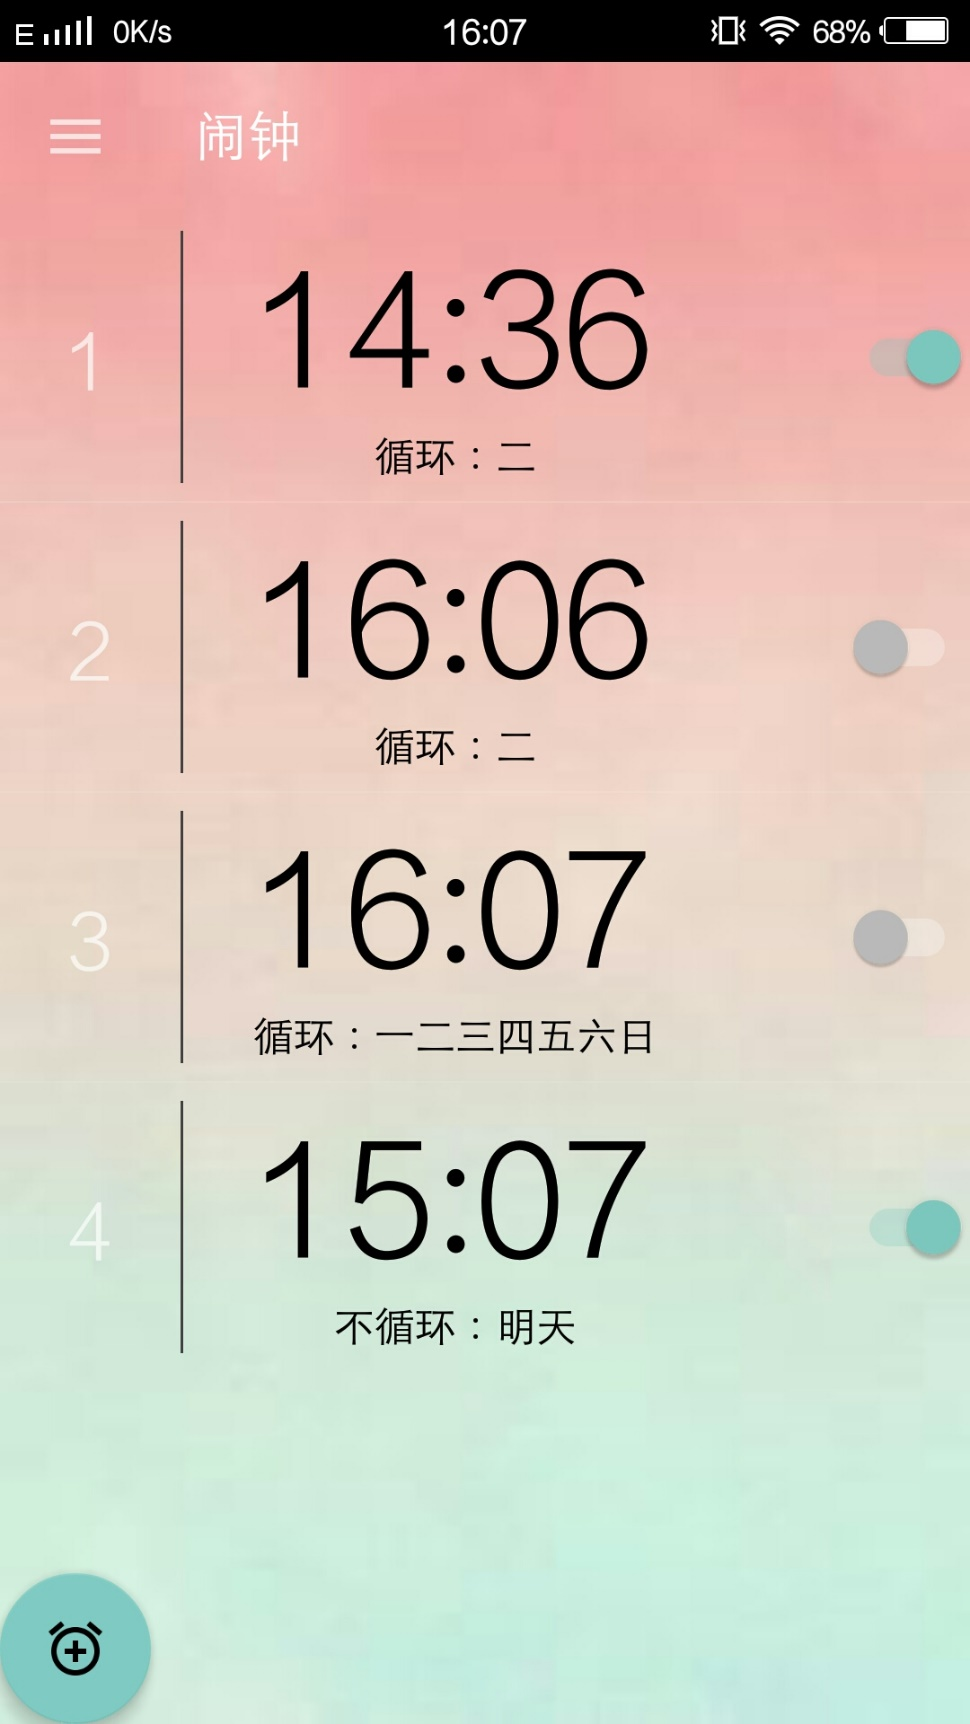 E 0K/s 16:07 68%
闹钟
1 14:36
循环：二
2 16:06
循环：二
3 16:07
循环：一二三四五六日
4 15:07
不循环：明天